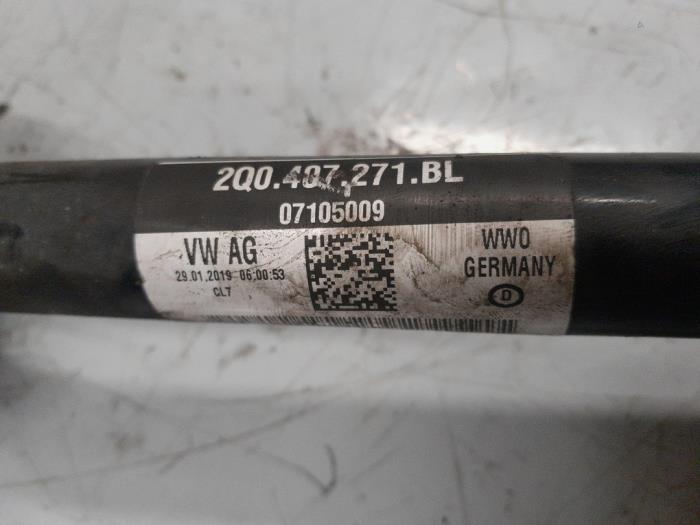 2Q0.407.271.BL
07105009
VW AG
29.01.2019 06:00:53
CL7
WWO
GERMANY
D